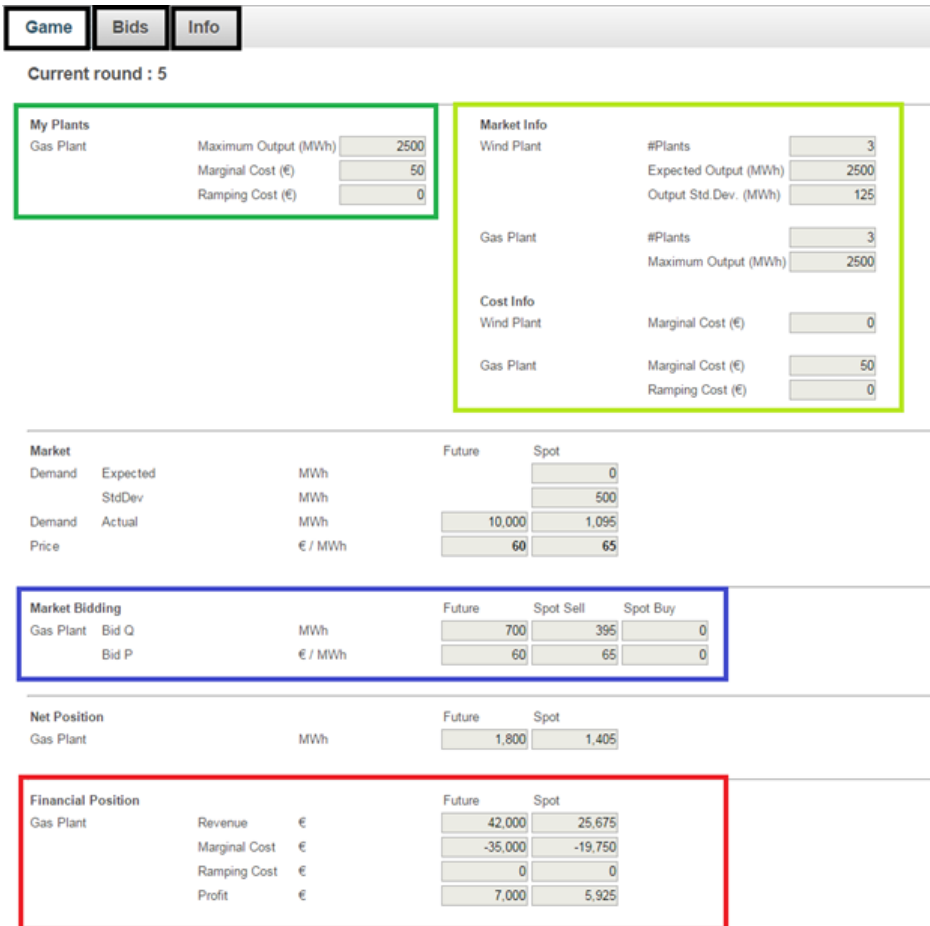 Game Bids Info
Current round : 5
My Plants Market Info
Gas Plant Maximum Output (MWh) 2500 Wind Plant #Plants 3
Marginal Cost (€) 50 Expected Output (MWh) 2500
Ramping Cost (€) 0 Output Std.Dev. (MWh) 125
Gas Plant #Plants 3
Maximum Output (MWh) 2500
Cost Info
Wind Plant Marginal Cost (€) 0
Gas Plant Marginal Cost (€) 50
Ramping Cost (€) 0
Market Future Spot
Demand Expected MWh 0
StdDev MWh 500
Demand Actual MWh 10,000 1,095
Price € / MWh 60 65
Market Bidding Future Spot Sell Spot Buy
Gas Plant Bid Q MWh 700 395 0
Bid P € / MWh 60 65 0
Net Position Future Spot
Gas Plant MWh 1,800 1,405
Financial Position Future Spot
Gas Plant Revenue € 42,000 25,675
Marginal Cost € -35,000 -19,750
Ramping Cost € 0 0
Profit € 7,000 5,925